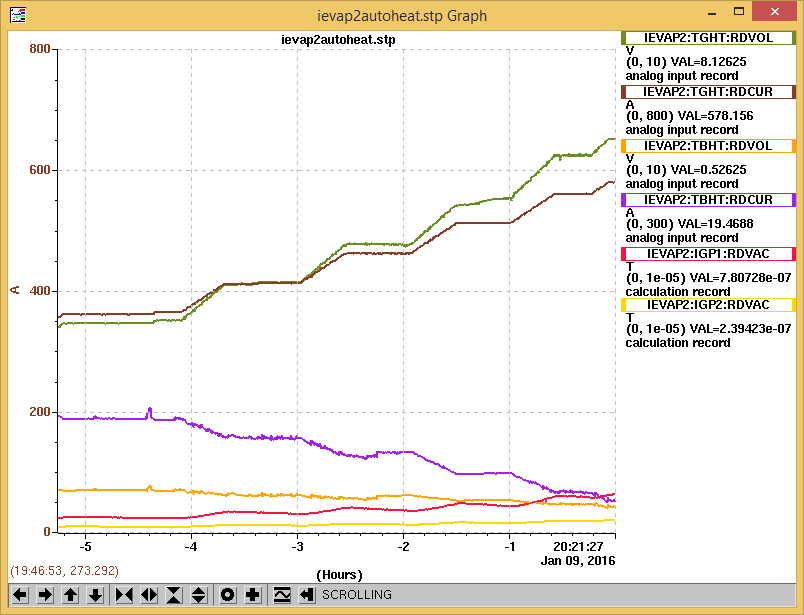 ievap2autoheat.stp Graph
ievap2autoheat.stp
800
600
A
400
200
0
-5
-4
-3
-2
-1
20:21:27
Jan 09, 2016
(19:46:53, 273.292)
(Hours)
IEVAP2:TGHT:RDVOL
V
(0, 10) VAL=8.12625
analog input record
IEVAP2:TGHT:RDCUR
A
(0, 800) VAL=578.156
analog input record
IEVAP2:TBHT:RDVOL
V
(0, 10) VAL=0.52625
analog input record
IEVAP2:TBHT:RDCUR
A
(0, 300) VAL=19.4688
analog input record
IEVAP2:IGP1:RDVAC
T
(0, 1e-05) VAL=7.80728e-07
calculation record
IEVAP2:IGP2:RDVAC
T
(0, 1e-05) VAL=2.39423e-07
calculation record
SCROLLING